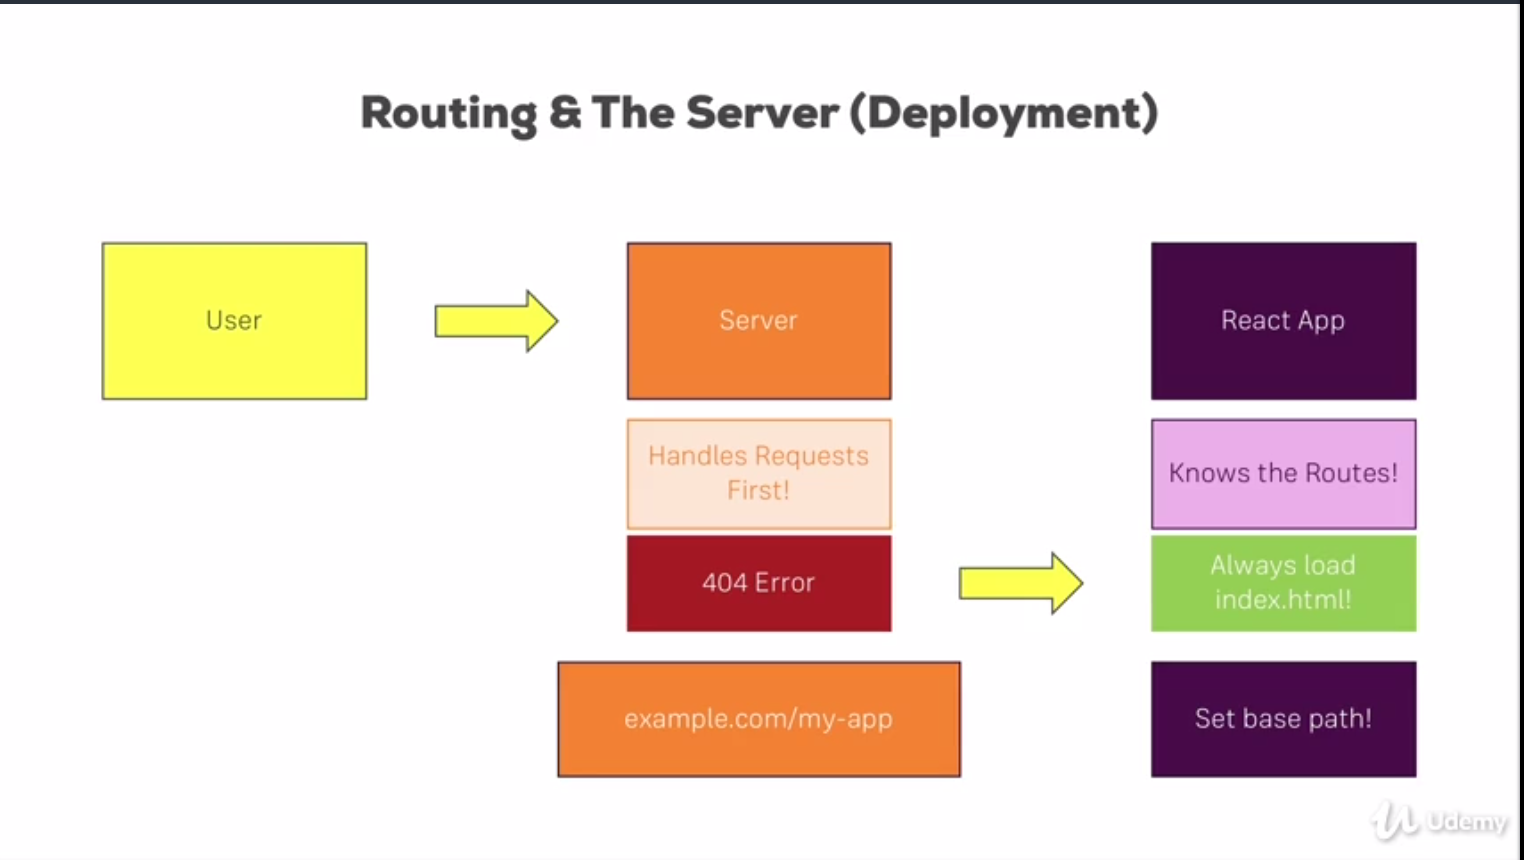 Routing & The Server (Deployment)
User
Server
React App
Handles Requests
First!
Knows the Routes!
404 Error
Always load
index.html!
example.com/my-app
Set base path!
Udemy